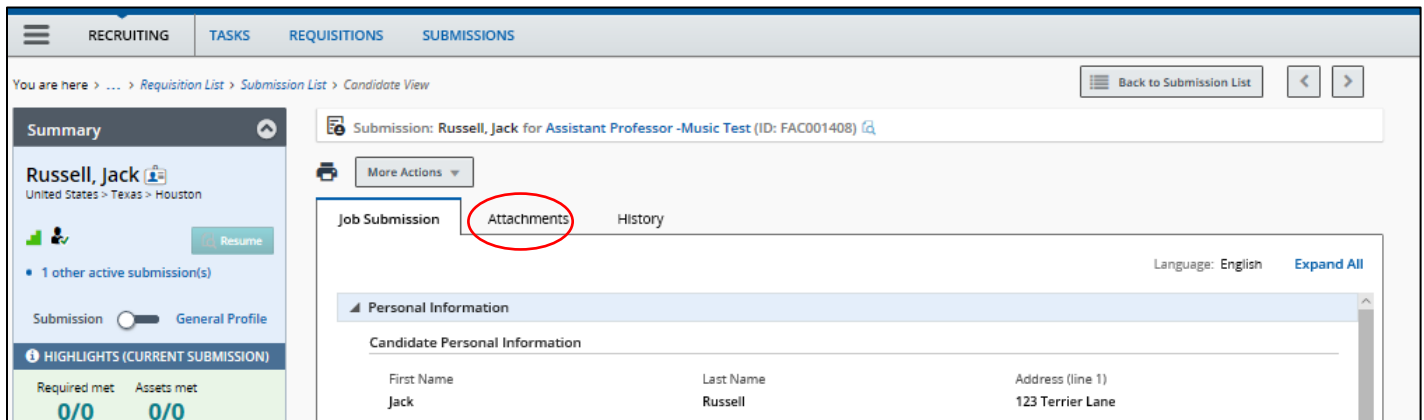 RECRUITING TASKS REQUISITIONS SUBMISSIONS
You are here > ... > Requisition List > Submission List > Candidate View
Back to Submission List < >
Summary
Submission: Russell, Jack for Assistant Professor -Music Test (ID: FAC001408)
Russell, Jack
United States > Texas > Houston
More Actions
Job Submission Attachments History
Resume
1 other active submission(s)
Language: English Expand All
Submission General Profile
Personal Information
HIGHLIGHTS (CURRENT SUBMISSION)
Candidate Personal Information
Required met Assets met
0/0 0/0
First Name Last Name Address (line 1)
Jack Russell 123 Terrier Lane